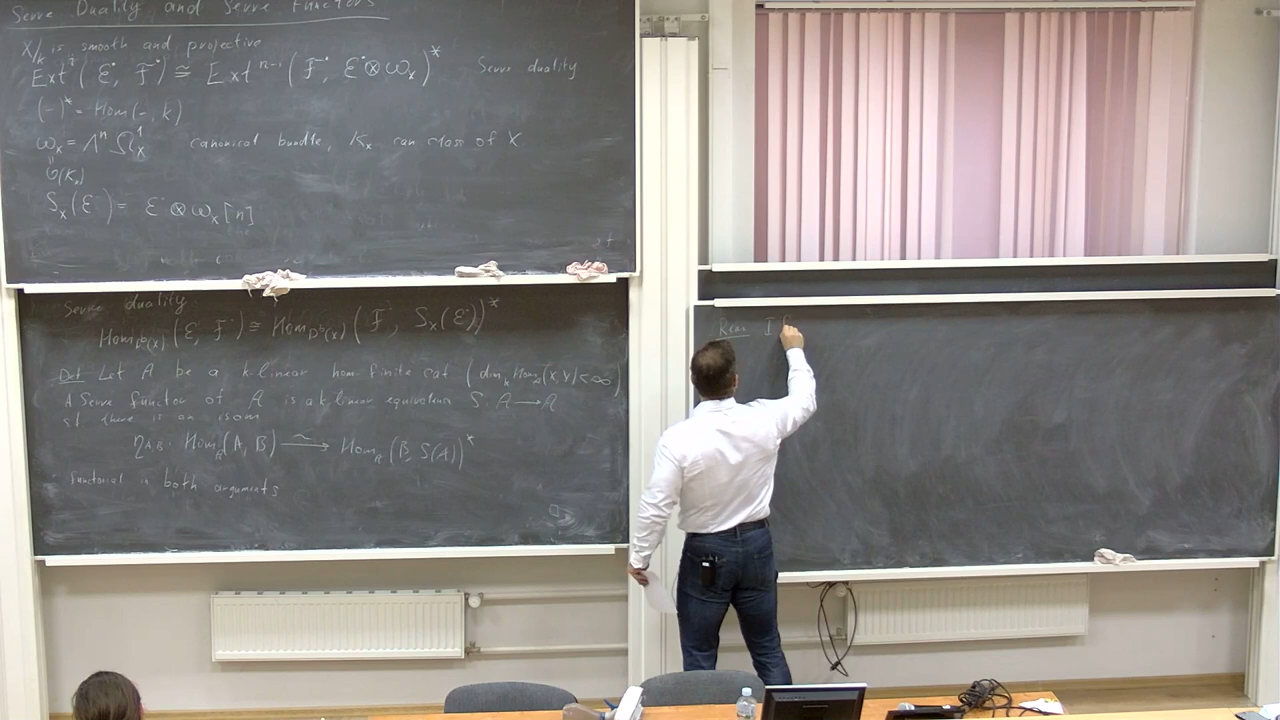 Serre Duality and Serre Functors
X/k is smooth and projective
Ext^i(E^•, F^•) ≅ Ext^{n-i}(F^•, E^•⊗ω_X)^* Serre duality
(-)^* = Hom(-, k)
ω_X = Λ^n Ω^1_X canonical bundle, K_X can class of X
O(K_X)
S_X(E^•) = E^•⊗ω_X[n]
Serre duality.
Hom_{D^b(X)}(E^•, F^•) ≅ Hom_{D^b(X)}(F^•, S_X(E^•))^*
Def Let A be a k-linear hom-finite cat (dim_k Hom_A(X,Y)<∞)
A Serre functor of A is a k-linear equivalence S: A → A
st there is an isom
η_{A,B}: Hom_A(A, B) ⥲ Hom_A(B, S(A))^*
functorial in both arguments
Rem I